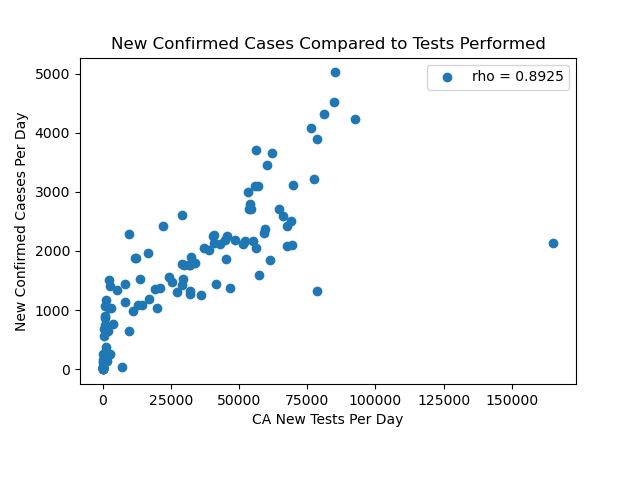 New Confirmed Cases Compared to Tests Performed
rho = 0.8925
New Confirmed Caeses Per Day
5000
4000
3000
2000
1000
0
0 25000 50000 75000 100000 125000 150000
CA New Tests Per Day